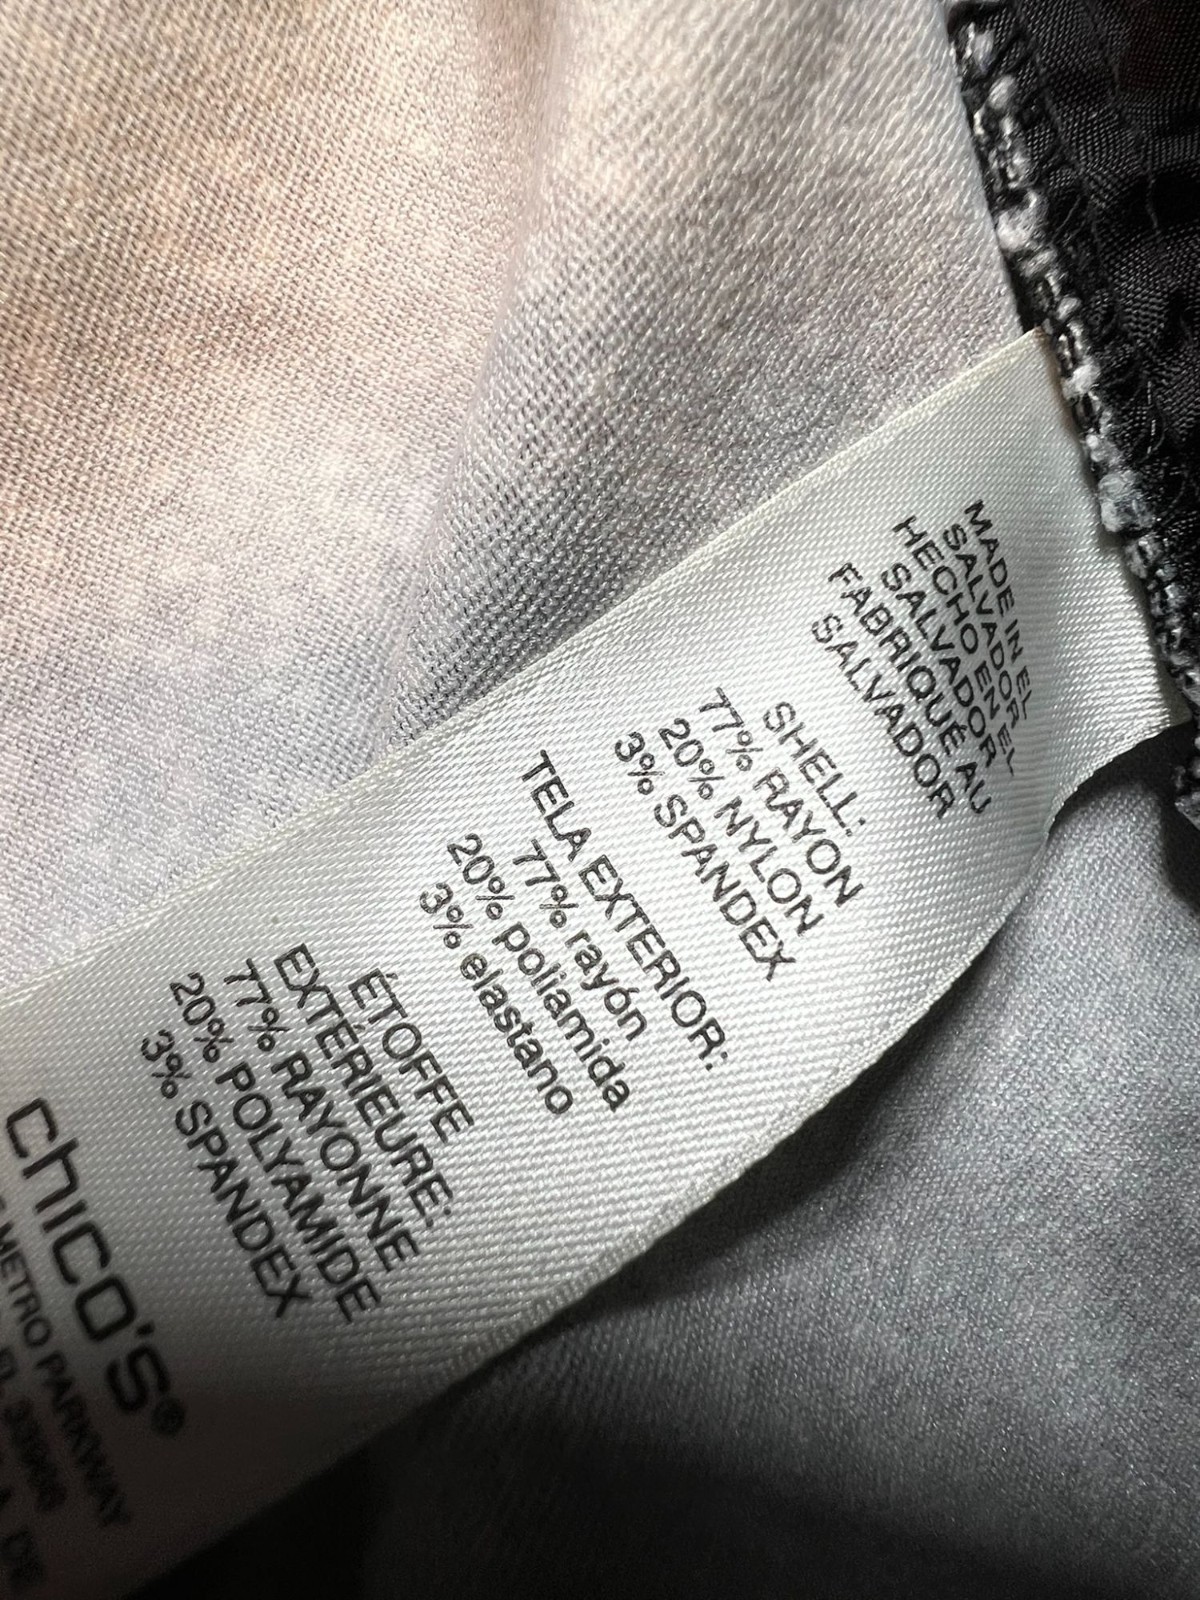 MADE IN EL
SALVADOR
HECHO EN EL
SALVADOR
FABRIQUÉ AU
SALVADOR
SHELL:
77% RAYON
20% NYLON
3% SPANDEX
TELA EXTERIOR:
77% rayón
20% poliamida
3% elastano
ÉTOFFE
EXTÉRIEURE:
77% RAYONNE
20% POLYAMIDE
3% SPANDEX
chico's®
METRO PARKWAY